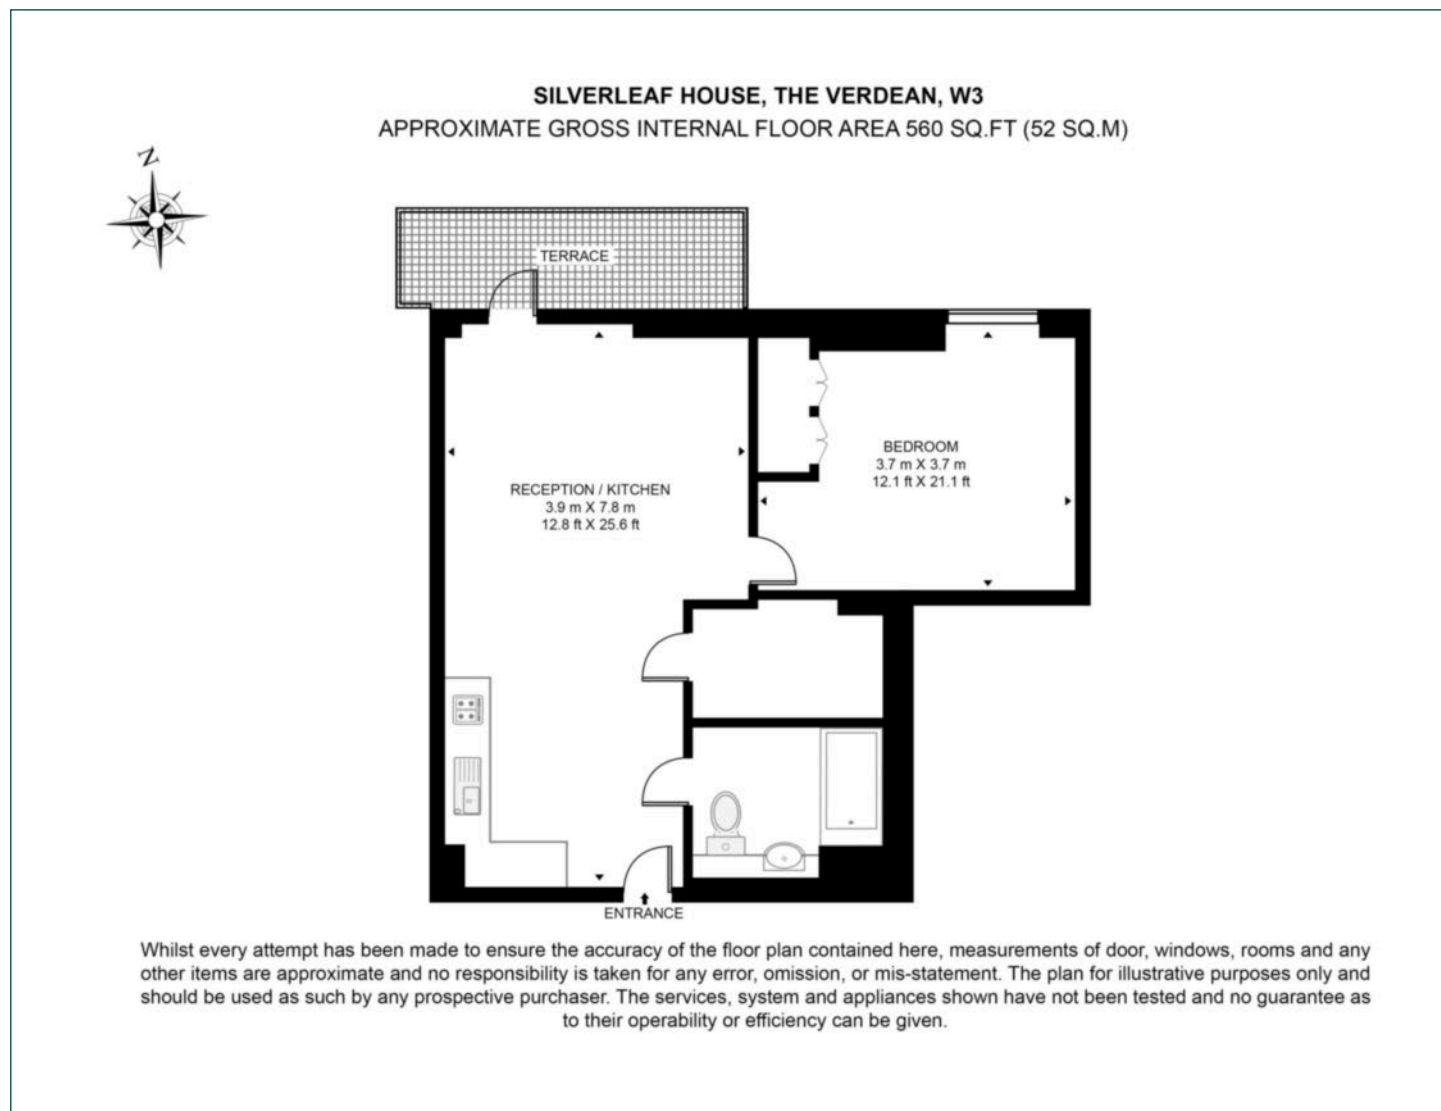 SILVERLEAF HOUSE, THE VERDEAN, W3
APPROXIMATE GROSS INTERNAL FLOOR AREA 560 SQ.FT (52 SQ.M)
N
TERRACE
BEDROOM
3.7 m X 3.7 m
12.1 ft X 21.1 ft
RECEPTION / KITCHEN
3.9 m X 7.8 m
12.8 ft X 25.6 ft
ENTRANCE
Whilst every attempt has been made to ensure the accuracy of the floor plan contained here, measurements of door, windows, rooms and any
other items are approximate and no responsibility is taken for any error, omission, or mis-statement. The plan for illustrative purposes only and
should be used as such by any prospective purchaser. The services, system and appliances shown have not been tested and no guarantee as
to their operability or efficiency can be given.